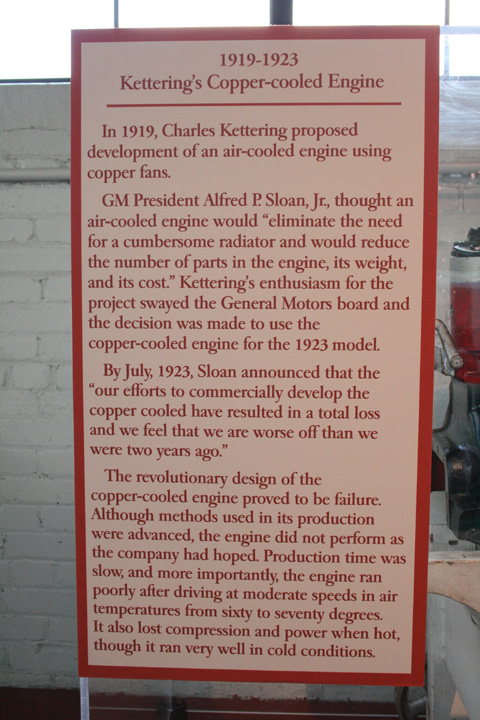 1919-1923
Kettering's Copper-cooled Engine
In 1919, Charles Kettering proposed
development of an air-cooled engine using
copper fans.
GM President Alfred P. Sloan, Jr., thought an
air-cooled engine would "eliminate the need
for a cumbersome radiator and would reduce
the number of parts in the engine, its weight,
and its cost." Kettering's enthusiasm for the
project swayed the General Motors board and
the decision was made to use the
copper-cooled engine for the 1923 model.
By July, 1923, Sloan announced that the
"our efforts to commercially develop the
copper cooled have resulted in a total loss
and we feel that we are worse off than we
were two years ago."
The revolutionary design of the
copper-cooled engine proved to be failure.
Although methods used in its production
were advanced, the engine did not perform as
the company had hoped. Production time was
slow, and more importantly, the engine ran
poorly after driving at moderate speeds in air
temperatures from sixty to seventy degrees.
It also lost compression and power when hot,
though it ran very well in cold conditions.